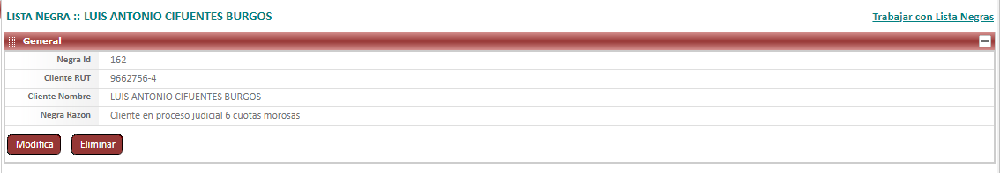 LISTA NEGRA :: LUIS ANTONIO CIFUENTES BURGOS
Trabajar con Lista Negras
General
Negra Id 162
Cliente RUT 9662756-4
Cliente Nombre LUIS ANTONIO CIFUENTES BURGOS
Negra Razon Cliente en proceso judicial 6 cuotas morosas
Modifica Eliminar